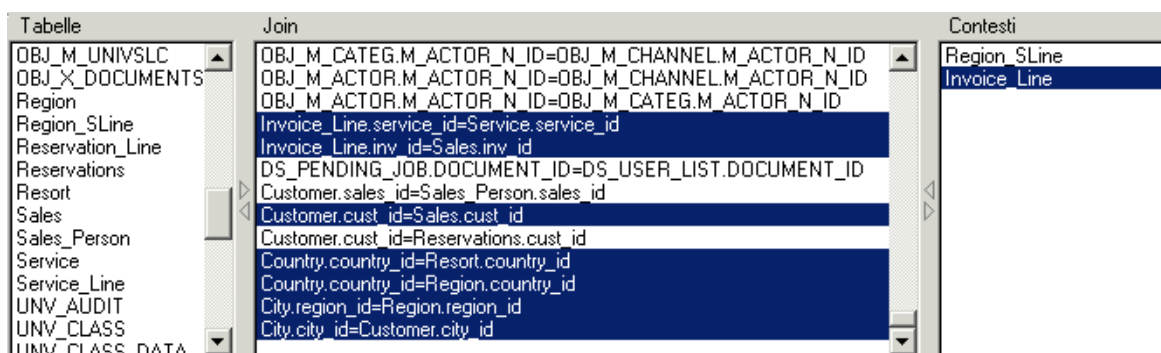 Tabelle
OBJ_M_UNIVSLC
OBJ_X_DOCUMENTS
Region
Region_SLine
Reservation_Line
Reservations
Resort
Sales
Sales_Person
Service
Service_Line
UNV_AUDIT
UNV_CLASS
UNV_CLASS_DATA
Join
OBJ_M_CATEG.M_ACTOR_N_ID=OBJ_M_CHANNEL.M_ACTOR_N_ID
OBJ_M_ACTOR.M_ACTOR_N_ID=OBJ_M_CHANNEL.M_ACTOR_N_ID
OBJ_M_ACTOR.M_ACTOR_N_ID=OBJ_M_CATEG.M_ACTOR_N_ID
Invoice_Line.service_id=Service.service_id
Invoice_Line.inv_id=Sales.inv_id
DS_PENDING_JOB.DOCUMENT_ID=DS_USER_LIST.DOCUMENT_ID
Customer.sales_id=Sales_Person.sales_id
Customer.cust_id=Sales.cust_id
Customer.cust_id=Reservations.cust_id
Country.country_id=Resort.country_id
Country.country_id=Region.country_id
City.region_id=Region.region_id
City.city_id=Customer.city_id
Contesti
Region_SLine
Invoice_Line